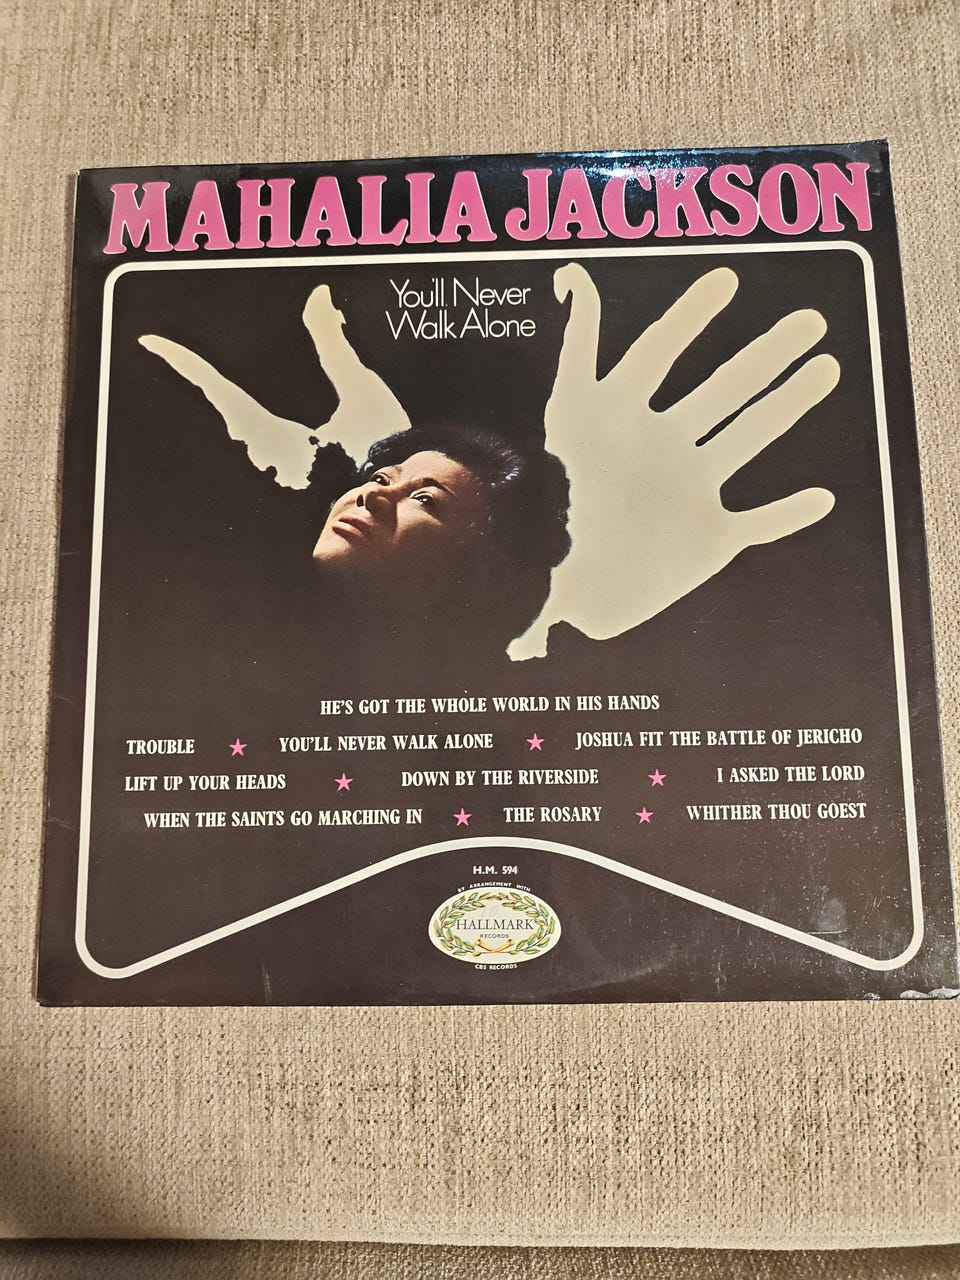 MAHALIA JACKSON
You'll Never
Walk Alone
HE'S GOT THE WHOLE WORLD IN HIS HANDS
TROUBLE ★ YOU'LL NEVER WALK ALONE ★ JOSHUA FIT THE BATTLE OF JERICHO
LIFT UP YOUR HEADS ★ DOWN BY THE RIVERSIDE ★ I ASKED THE LORD
WHEN THE SAINTS GO MARCHING IN ★ THE ROSARY ★ WHITHER THOU GOEST
H.M. 594
BY ARRANGEMENT WITH
HALLMARK
RECORDS
CBS RECORDS